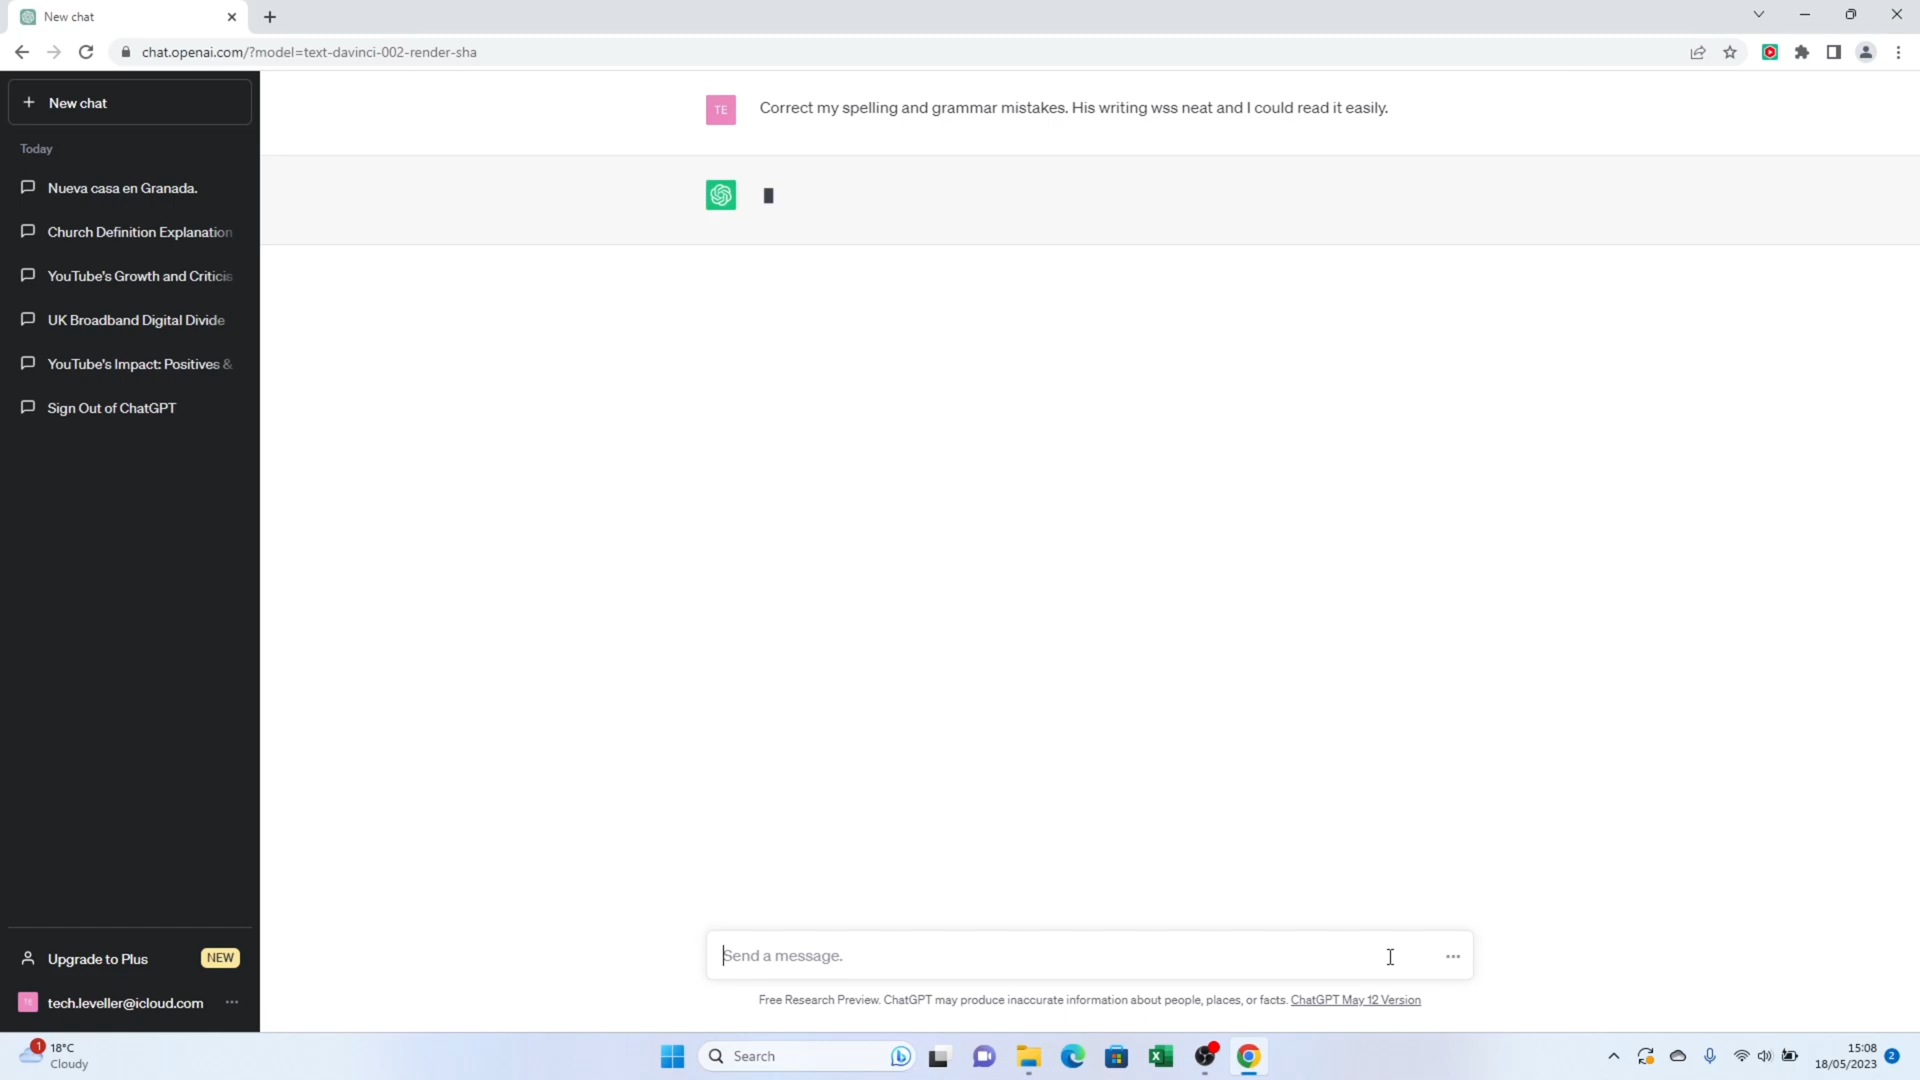 New chat
chat.openai.com/?model=text-davinci-002-render-sha
New chat
Today
Nueva casa en Granada.
Church Definition Explanation
YouTube's Growth and Criticis
UK Broadband Digital Divide
YouTube's Impact: Positives &
Sign Out of ChatGPT
Upgrade to Plus NEW
TE tech.leveller@icloud.com
TE Correct my spelling and grammar mistakes. His writing wss neat and I could read it easily.
Send a message.
Free Research Preview. ChatGPT may produce inaccurate information about people, places, or facts. ChatGPT May 12 Version
1 18°C
Cloudy
Search
15:08
18/05/2023 2